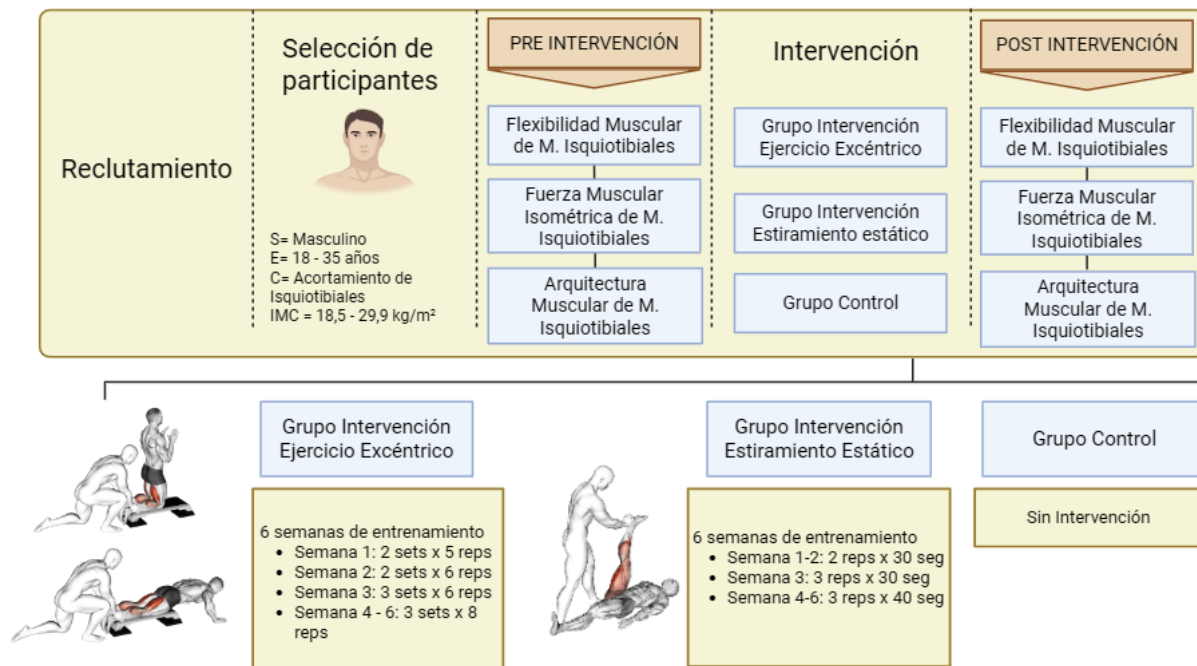 Reclutamiento
Selección de
participantes
S= Masculino
E= 18 - 35 años
C= Acortamiento de
Isquiotibiales
IMC = 18,5 - 29,9 kg/m²
PRE INTERVENCIÓN
Flexibilidad Muscular
de M. Isquiotibiales
Fuerza Muscular
Isométrica de M.
Isquiotibiales
Arquitectura
Muscular de M.
Isquiotibiales
Intervención
Grupo Intervención
Ejercicio Excéntrico
Grupo Intervención
Estiramiento estático
Grupo Control
POST INTERVENCIÓN
Flexibilidad Muscular
de M. Isquiotibiales
Fuerza Muscular
Isométrica de M.
Isquiotibiales
Arquitectura
Muscular de M.
Isquiotibiales
Grupo Intervención
Ejercicio Excéntrico
6 semanas de entrenamiento
• Semana 1: 2 sets x 5 reps
• Semana 2: 2 sets x 6 reps
• Semana 3: 3 sets x 6 reps
• Semana 4 - 6: 3 sets x 8
reps
Grupo Intervención
Estiramiento Estático
6 semanas de entrenamiento
• Semana 1-2: 2 reps x 30 seg
• Semana 3: 3 reps x 30 seg
• Semana 4-6: 3 reps x 40 seg
Grupo Control
Sin Intervención